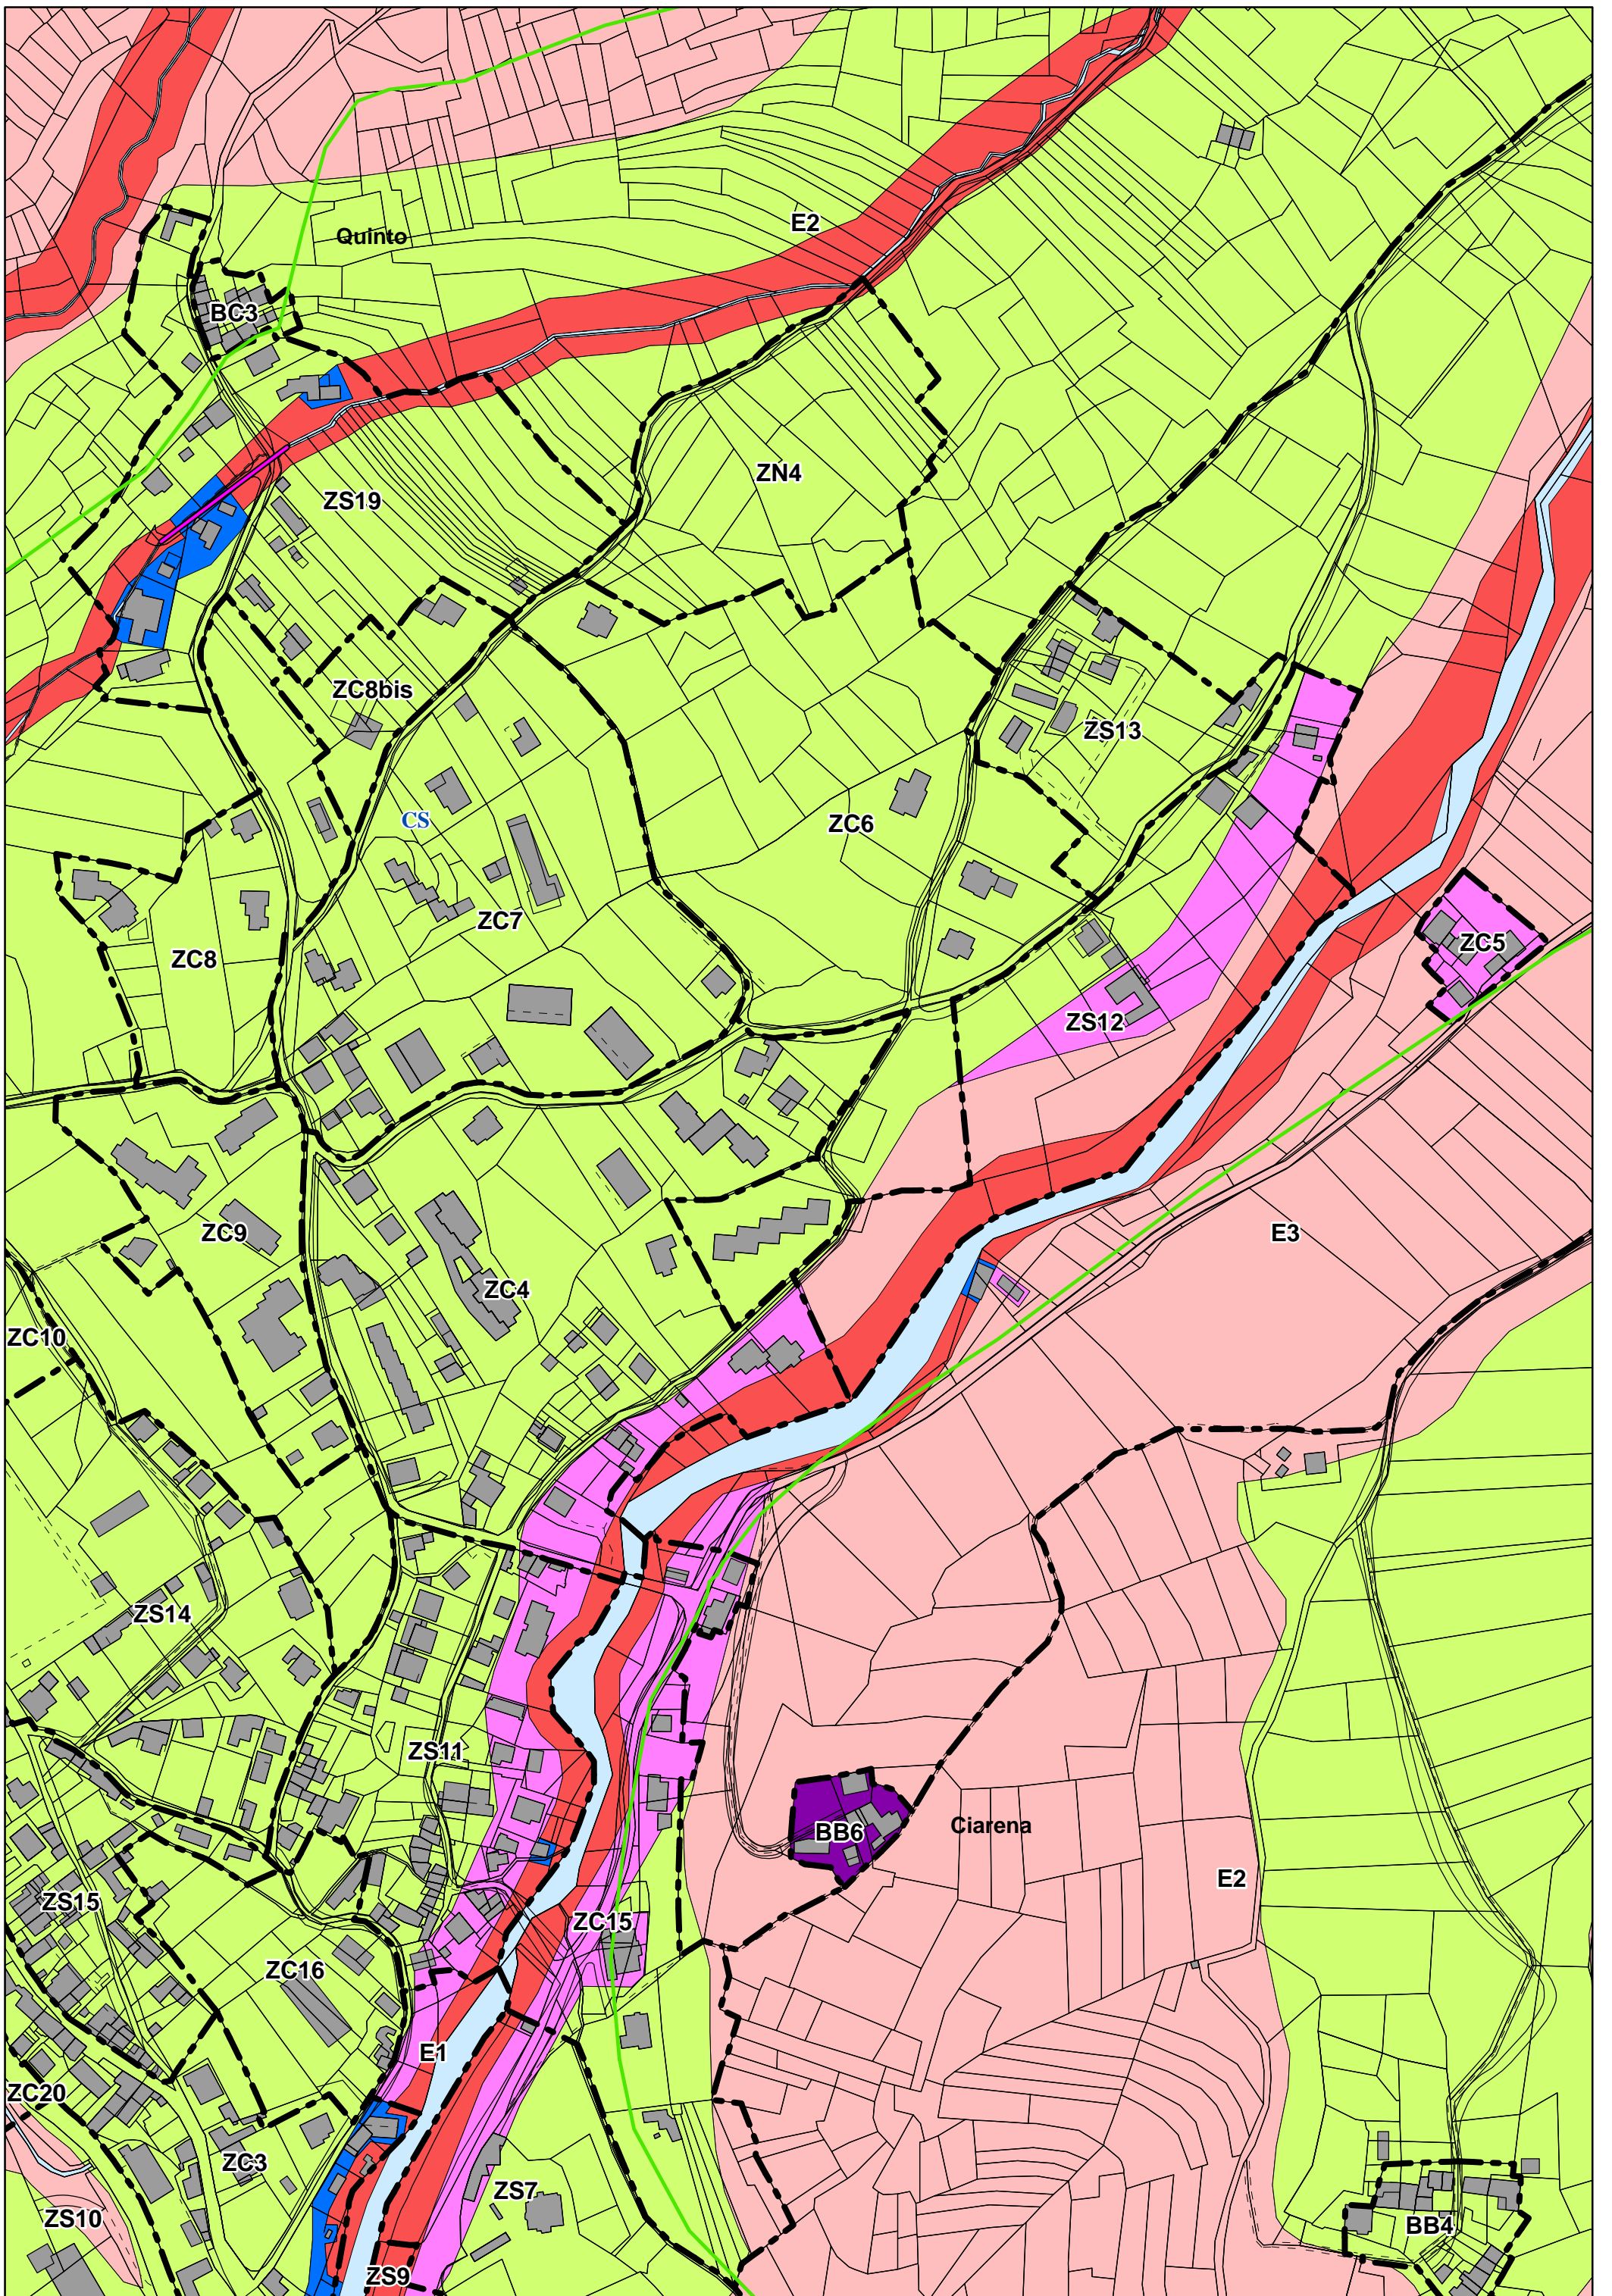 E2
Quinto
BC3
ZN4
ZS19
ZC8bis
ZS13
CS
ZC6
ZC7
ZC5
ZC8
ZS12
ZC9
E3
ZC4
ZC10
ZS14
ZS11
BB6
Ciarena
E2
ZS15
ZC15
ZC16
E1
ZC20
ZC3
ZS7
ZS10
BB4
ZS9